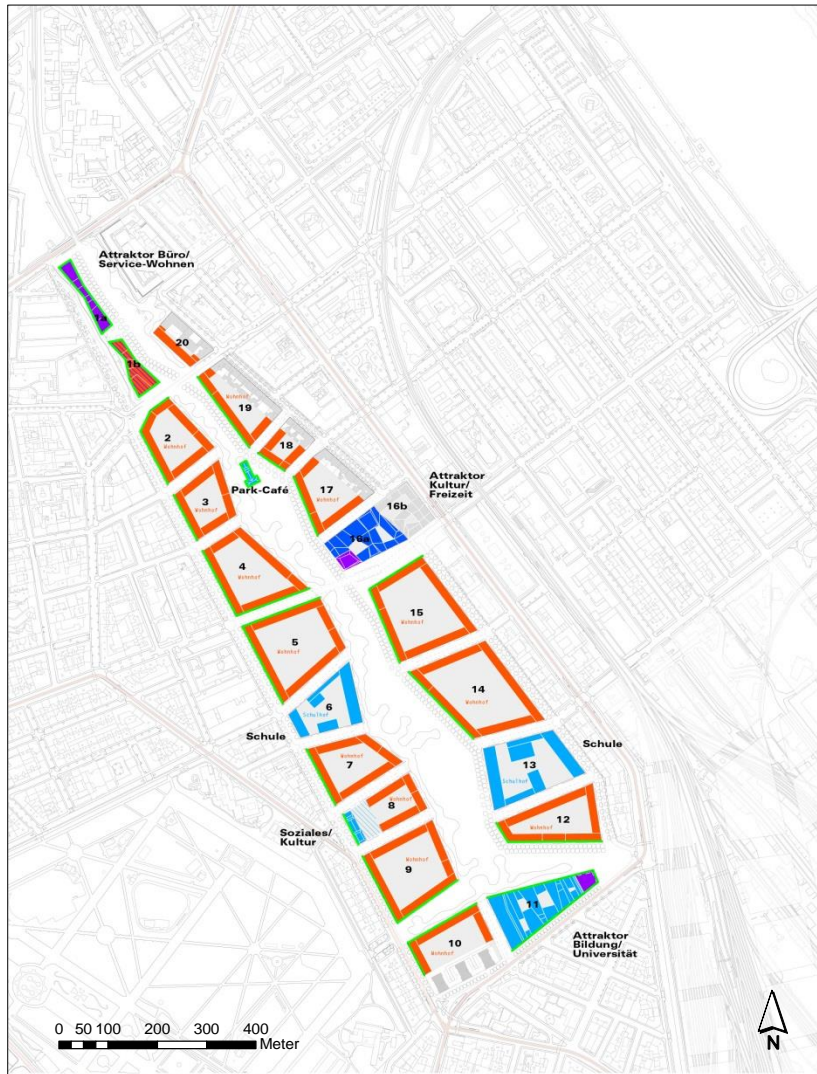 Attraktor Büro/
Service-Wohnen
1a
1b
20
Wohnhof
19
2
Wohnhof
18
Park-Café
17
Wohnhof
Attraktor
Kultur/
Freizeit
16b
16a
3
Wohnhof
4
Wohnhof
15
Wohnhof
5
Wohnhof
14
Wohnhof
6
Schulhof
Schule
Schule
13
Schulhof
Wohnhof
7
Wohnhof
8
12
Wohnhof
Soziales/
Kultur
Wohnhof
9
11
Attraktor
Bildung/
Universität
10
Wohnhof
0 50 100 200 300 400
Meter
N